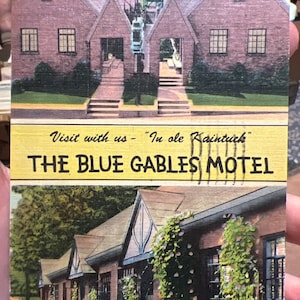 Visit with us - "In ole Kaintuck"
THE BLUE GABLES MOTEL